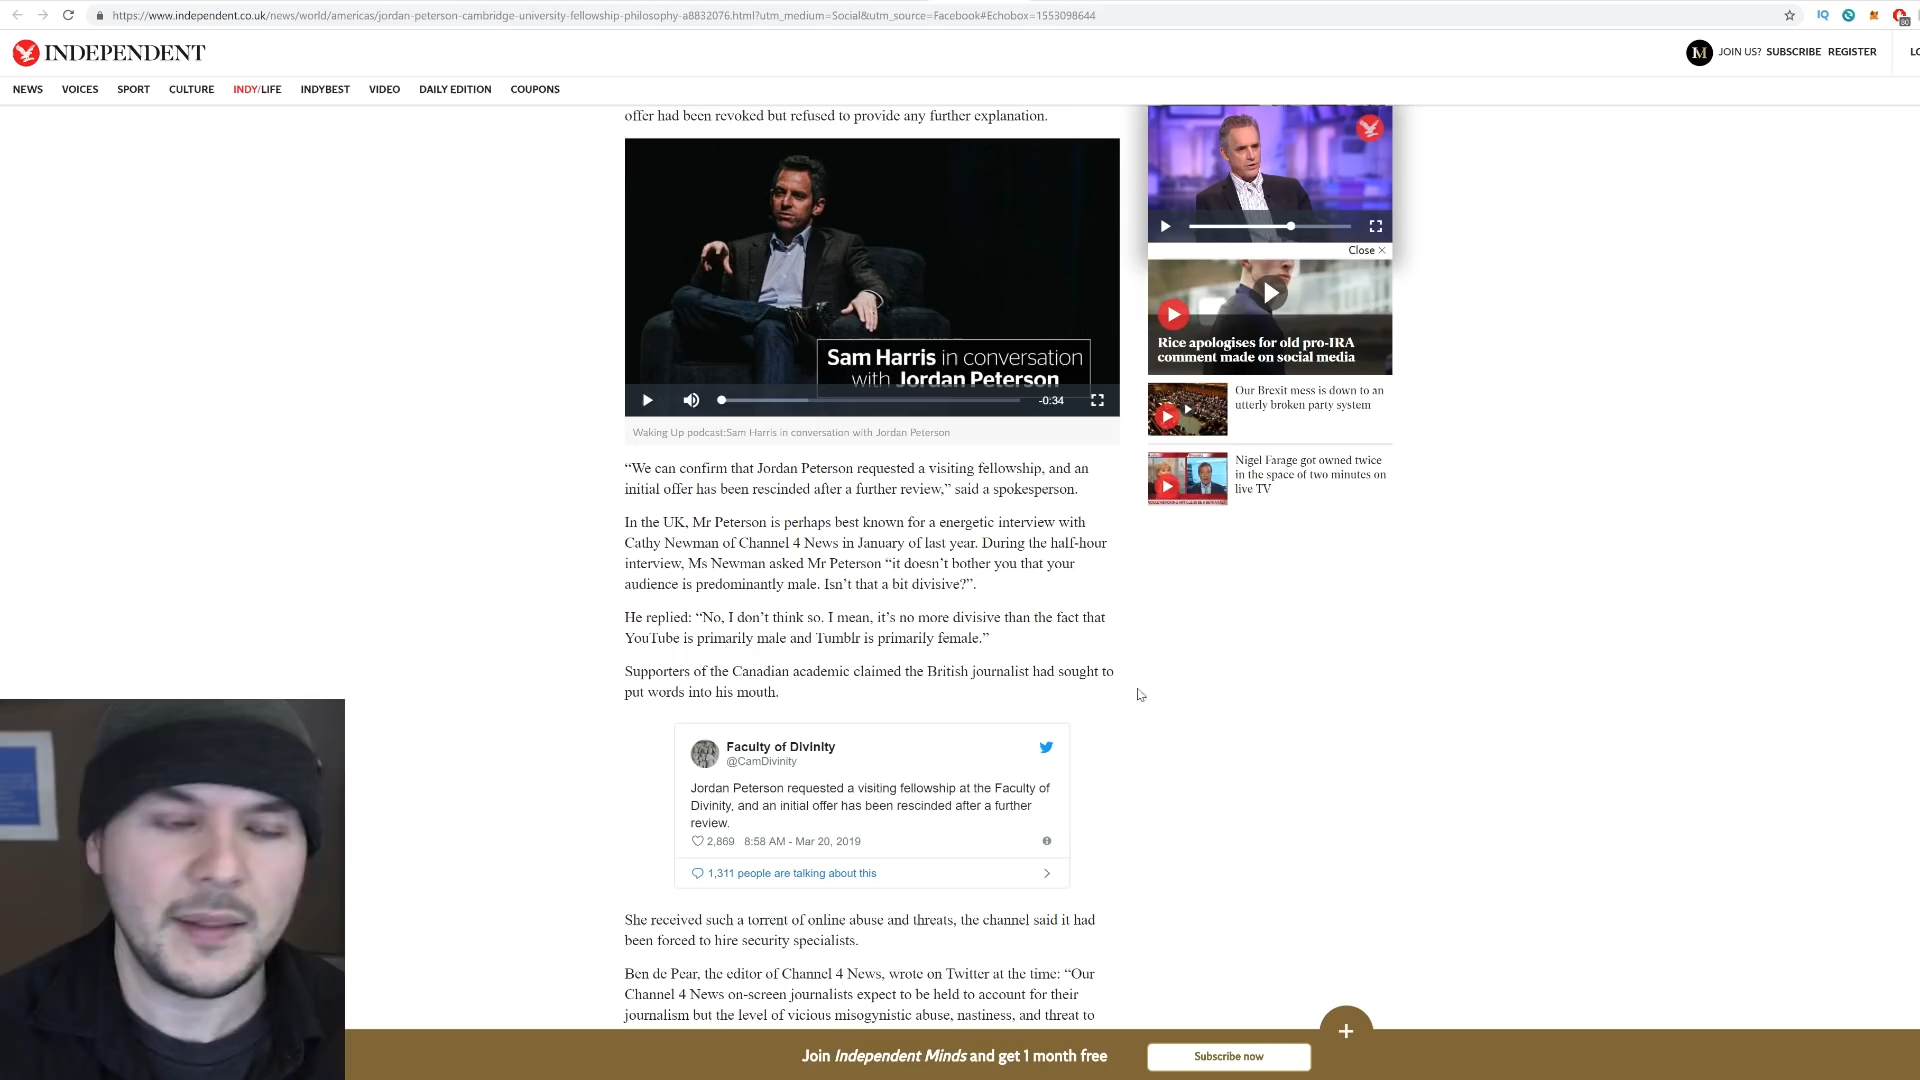 https://www.independent.co.uk/news/world/americas/jordan-peterson-cambridge-university-fellowship-philosophy-a8832076.html?utm_medium=Social&utm_source=Facebook#Echobox=1553098644
IQ
80
INDEPENDENT
M JOIN US? SUBSCRIBE REGISTER LO
NEWS VOICES SPORT CULTURE INDY/LIFE INDYBEST VIDEO DAILY EDITION COUPONS
offer had been revoked but refused to provide any further explanation.
Sam Harris in conversation
with Jordan Peterson
-0:34
Waking Up podcast:Sam Harris in conversation with Jordan Peterson
“We can confirm that Jordan Peterson requested a visiting fellowship, and an
initial offer has been rescinded after a further review,” said a spokesperson.
In the UK, Mr Peterson is perhaps best known for a energetic interview with
Cathy Newman of Channel 4 News in January of last year. During the half-hour
interview, Ms Newman asked Mr Peterson “it doesn’t bother you that your
audience is predominantly male. Isn’t that a bit divisive?”.
He replied: “No, I don’t think so. I mean, it’s no more divisive than the fact that
YouTube is primarily male and Tumblr is primarily female.”
Supporters of the Canadian academic claimed the British journalist had sought to
put words into his mouth.
Faculty of Divinity
@CamDivinity
Jordan Peterson requested a visiting fellowship at the Faculty of
Divinity, and an initial offer has been rescinded after a further
review.
2,869 8:58 AM - Mar 20, 2019
1,311 people are talking about this
She received such a torrent of online abuse and threats, the channel said it had
been forced to hire security specialists.
Ben de Pear, the editor of Channel 4 News, wrote on Twitter at the time: “Our
Channel 4 News on-screen journalists expect to be held to account for their
journalism but the level of vicious misogynistic abuse, nastiness, and threat to
Close ×
Rice apologises for old pro-IRA
comment made on social media
Our Brexit mess is down to an
utterly broken party system
Nigel Farage got owned twice
in the space of two minutes on
live TV
+
Join Independent Minds and get 1 month free
Subscribe now